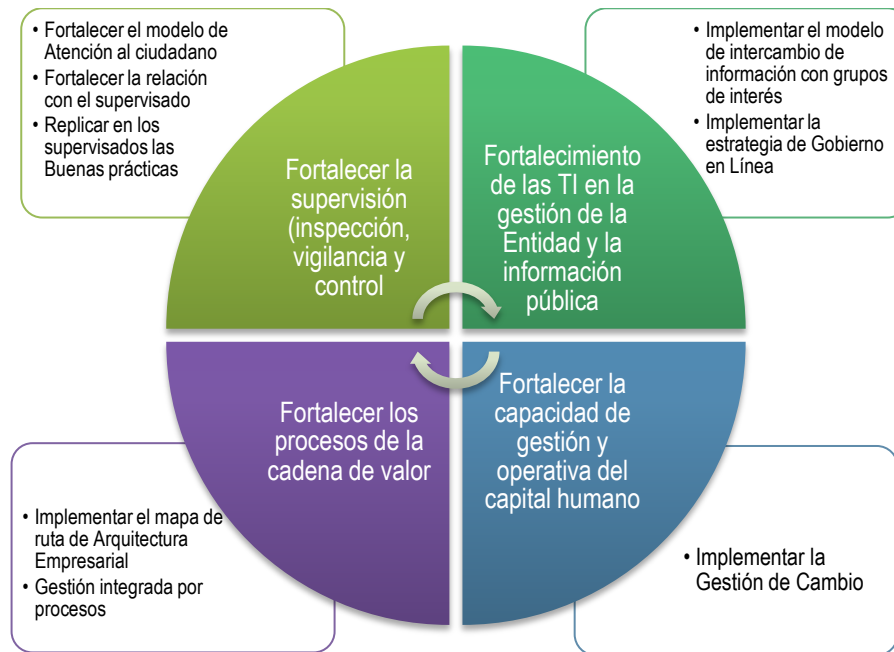 • Fortalecer el modelo de
Atención al ciudadano
• Fortalecer la relación
con el supervisado
• Replicar en los
supervisados las
Buenas prácticas
• Implementar el modelo
de intercambio de
información con grupos
de interés
• Implementar la
estrategia de Gobierno
en Línea
Fortalecer la
supervisión
(inspección,
vigilancia y
control
Fortalecimiento
de las TI en la
gestión de la
Entidad y la
información
pública
Fortalecer los
procesos de la
cadena de valor
Fortalecer la
capacidad de
gestión y
operativa del
capital humano
• Implementar el mapa de
ruta de Arquitectura
Empresarial
• Gestión integrada por
procesos
• Implementar la
Gestión de Cambio